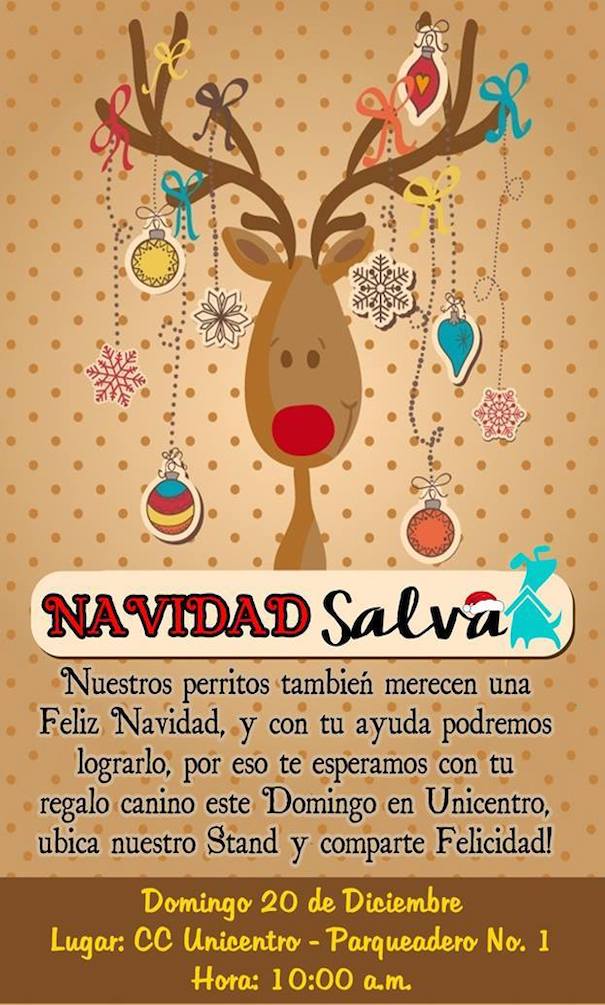 NAVIDAD Salva
Nuestros perritos también merecen una
Feliz Navidad, y con tu ayuda podremos
lograrlo, por eso te esperamos con tu
regalo canino este Domingo en Unicentro,
ubica nuestro Stand y comparte Felicidad!
Domingo 20 de Diciembre
Lugar: CC Unicentro - Parqueadero No. 1
Hora: 10:00 a.m.